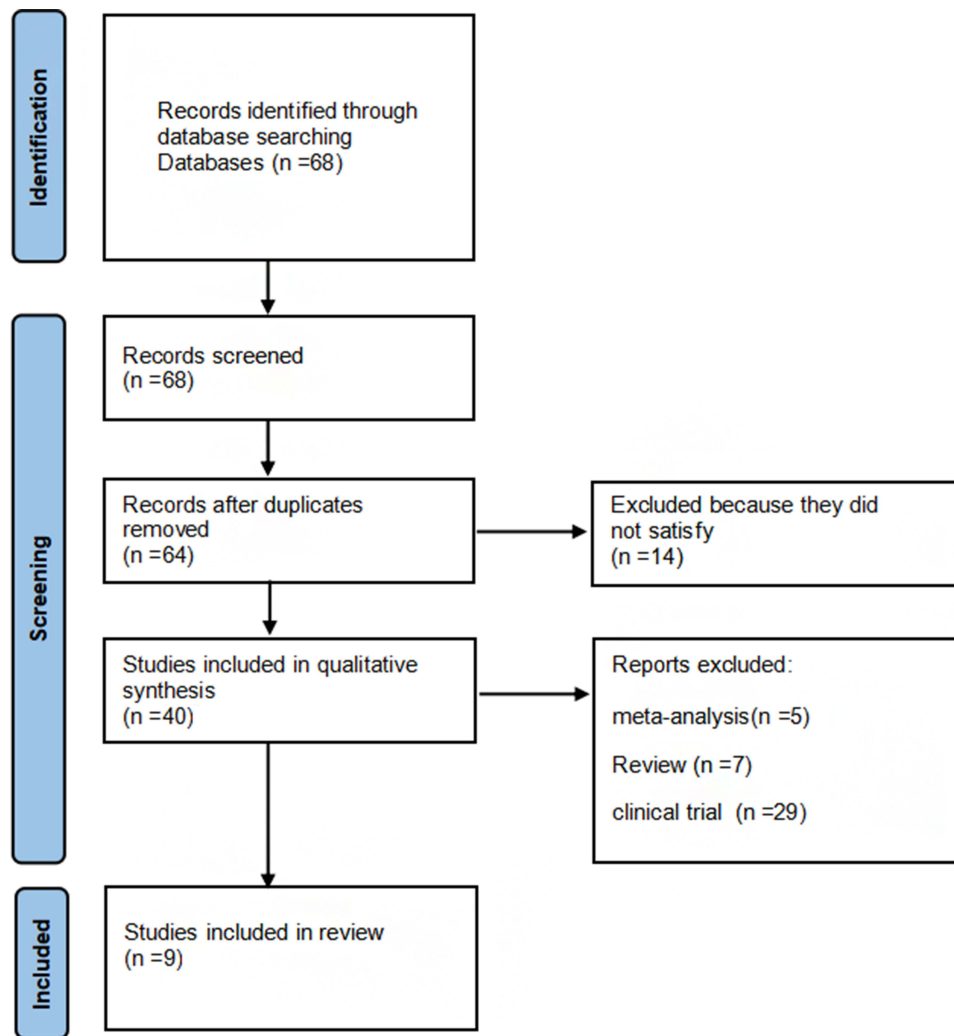 Identification
Records identified through
database searching
Databases (n =68)
Screening
Records screened
(n =68)
Records after duplicates
removed
(n =64)
Excluded because they did
not satisfy
(n =14)
Studies included in qualitative
synthesis
(n =40)
Reports excluded:
meta-analysis(n =5)
Review (n =7)
clinical trial (n =29)
Included
Studies included in review
(n =9)